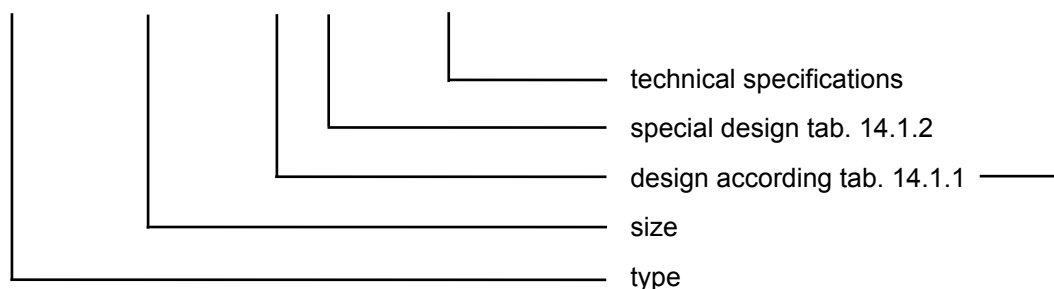 technical specifications
special design tab. 14.1.2
design according tab. 14.1.1
size
type